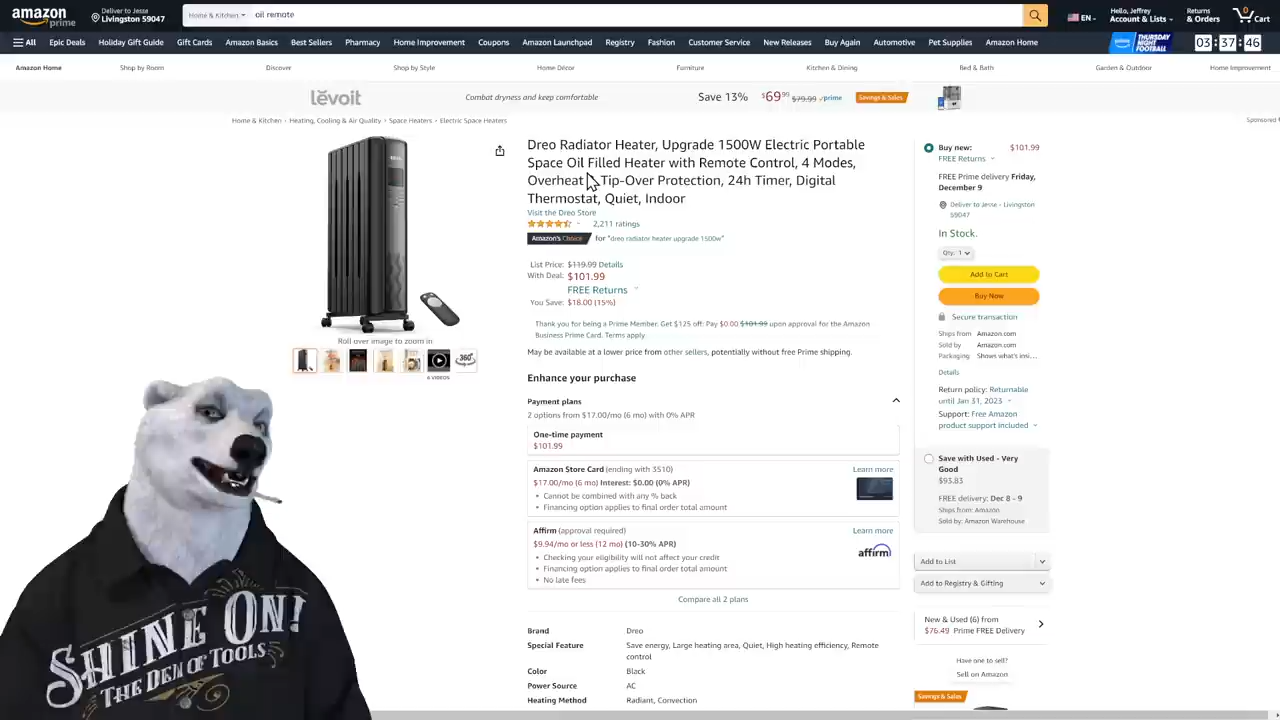 amazon
prime
Deliver to Jesse
Livingston 59047
Home & Kitchen
oil remote
EN
Hello, Jeffrey
Account & Lists
Returns
& Orders
0
Cart
All
Epic Deals
Holiday Gift Guide
Gift Cards
Amazon Basics
Best Sellers
Pharmacy
Home Improvement
Coupons
Amazon Launchpad
Registry
Fashion
Customer Service
New Releases
Buy Again
Automotive
Pet Supplies
Amazon Home
THURSDAY
NIGHT
FOOTBALL
03:37:46
Amazon Home
Shop by Room
Discover
Shop by Style
Home Décor
Furniture
Kitchen & Dining
Bed & Bath
Garden & Outdoor
Home Improvement
levoit
Combat dryness and keep comfortable
Save 13%
$69.99 $79.99 prime
Savings & Sales
Sponsored
Home & Kitchen › Heating, Cooling & Air Quality › Space Heaters › Electric Space Heaters
Dreo Radiator Heater, Upgrade 1500W Electric Portable
Space Oil Filled Heater with Remote Control, 4 Modes,
Overheat Tip-Over Protection, 24h Timer, Digital
Thermostat, Quiet, Indoor
Visit the Dreo Store
2,211 ratings
Amazon's Choice for "dreo radiator heater upgrade 1500w"
List Price: $119.99 Details
With Deal: $101.99
FREE Returns
You Save: $18.00 (15%)
Thank you for being a Prime Member. Get $125 off: Pay $0.00 $101.99 upon approval for the Amazon
Business Prime Card. Terms apply.
May be available at a lower price from other sellers, potentially without free Prime shipping.
Roll over image to zoom in
360°
6 VIDEOS
Enhance your purchase
Payment plans
2 options from $17.00/mo (6 mo) with 0% APR
One-time payment
$101.99
Amazon Store Card (ending with 3510)
Learn more
$17.00/mo (6 mo) Interest: $0.00 (0% APR)
• Cannot be combined with any % back
• Financing option applies to final order total amount
Affirm (approval required)
Learn more
$9.94/mo or less (12 mo) (10-30% APR)
affirm
• Checking your eligibility will not affect your credit
• Financing option applies to final order total amount
• No late fees
Compare all 2 plans
Brand Dreo
Special Feature Save energy, Large heating area, Quiet, High heating efficiency, Remote
control
Color Black
Power Source AC
Heating Method Radiant, Convection
Buy new: $101.99
FREE Returns
FREE Prime delivery Friday,
December 9
Deliver to Jesse - Livingston
59047
In Stock.
Qty: 1
Add to Cart
Buy Now
Secure transaction
Ships from Amazon.com
Sold by Amazon.com
Packaging Shows what's insi...
Details
Return policy: Returnable
until Jan 31, 2023
Support: Free Amazon
product support included
Save with Used - Very
Good
$93.83
FREE delivery: Dec 8 - 9
Ships from: Amazon
Sold by: Amazon Warehouse
Add to List
Add to Registry & Gifting
New & Used (6) from
$76.49 Prime FREE Delivery
Have one to sell?
Sell on Amazon
Savings & Sales
ON!
OF TOOLS